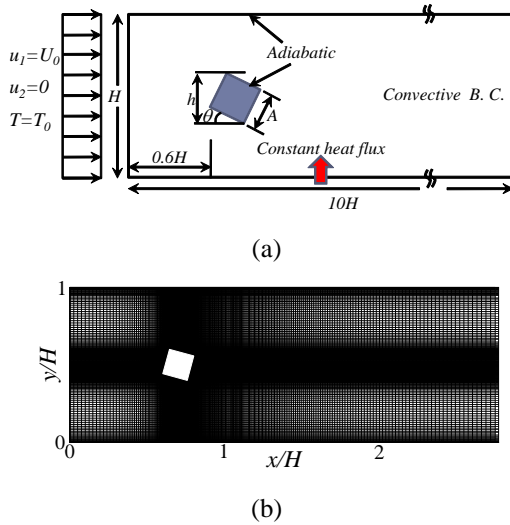 u1=U0
u2=0
T=T0
H
Adiabatic
h
θ
A
Convective B. C.
Constant heat flux
0.6H
10H
(a)
1
y/H
0
0
1
2
x/H
(b)